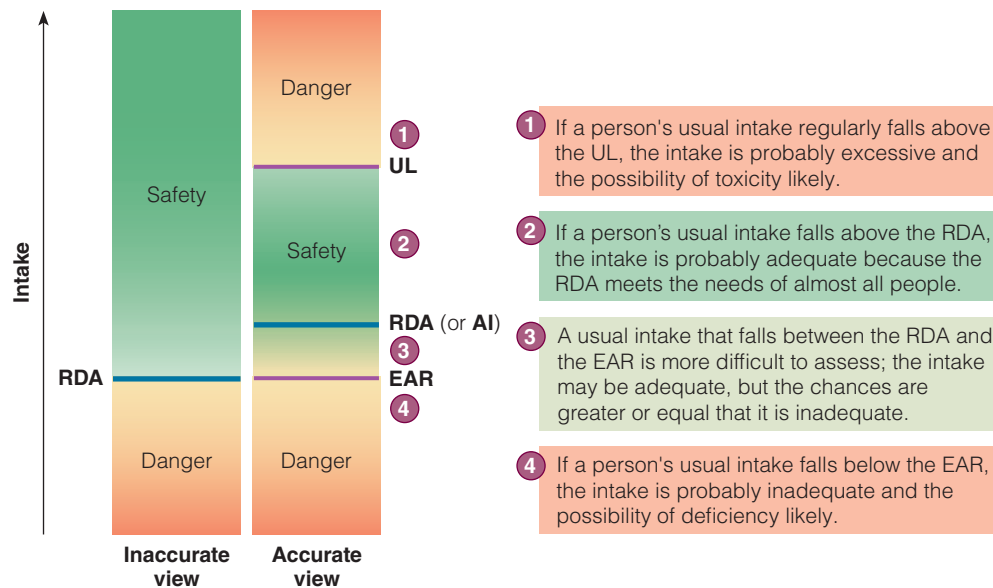 Intake
Safety
Danger
RDA
Inaccurate
view
Danger
1
UL
Safety
2
RDA (or AI)
3
EAR
4
Danger
Accurate
view
1
If a person's usual intake regularly falls above
the UL, the intake is probably excessive and
the possibility of toxicity likely.
2
If a person’s usual intake falls above the RDA,
the intake is probably adequate because the
RDA meets the needs of almost all people.
3
A usual intake that falls between the RDA and
the EAR is more difficult to assess; the intake
may be adequate, but the chances are
greater or equal that it is inadequate.
4
If a person's usual intake falls below the EAR,
the intake is probably inadequate and the
possibility of deficiency likely.